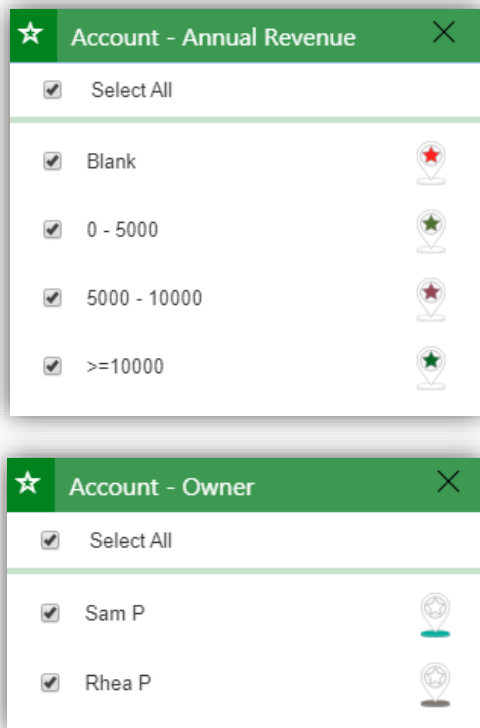 Account - Annual Revenue
Select All
Blank
0 - 5000
5000 - 10000
>=10000
Account - Owner
Select All
Sam P
Rhea P